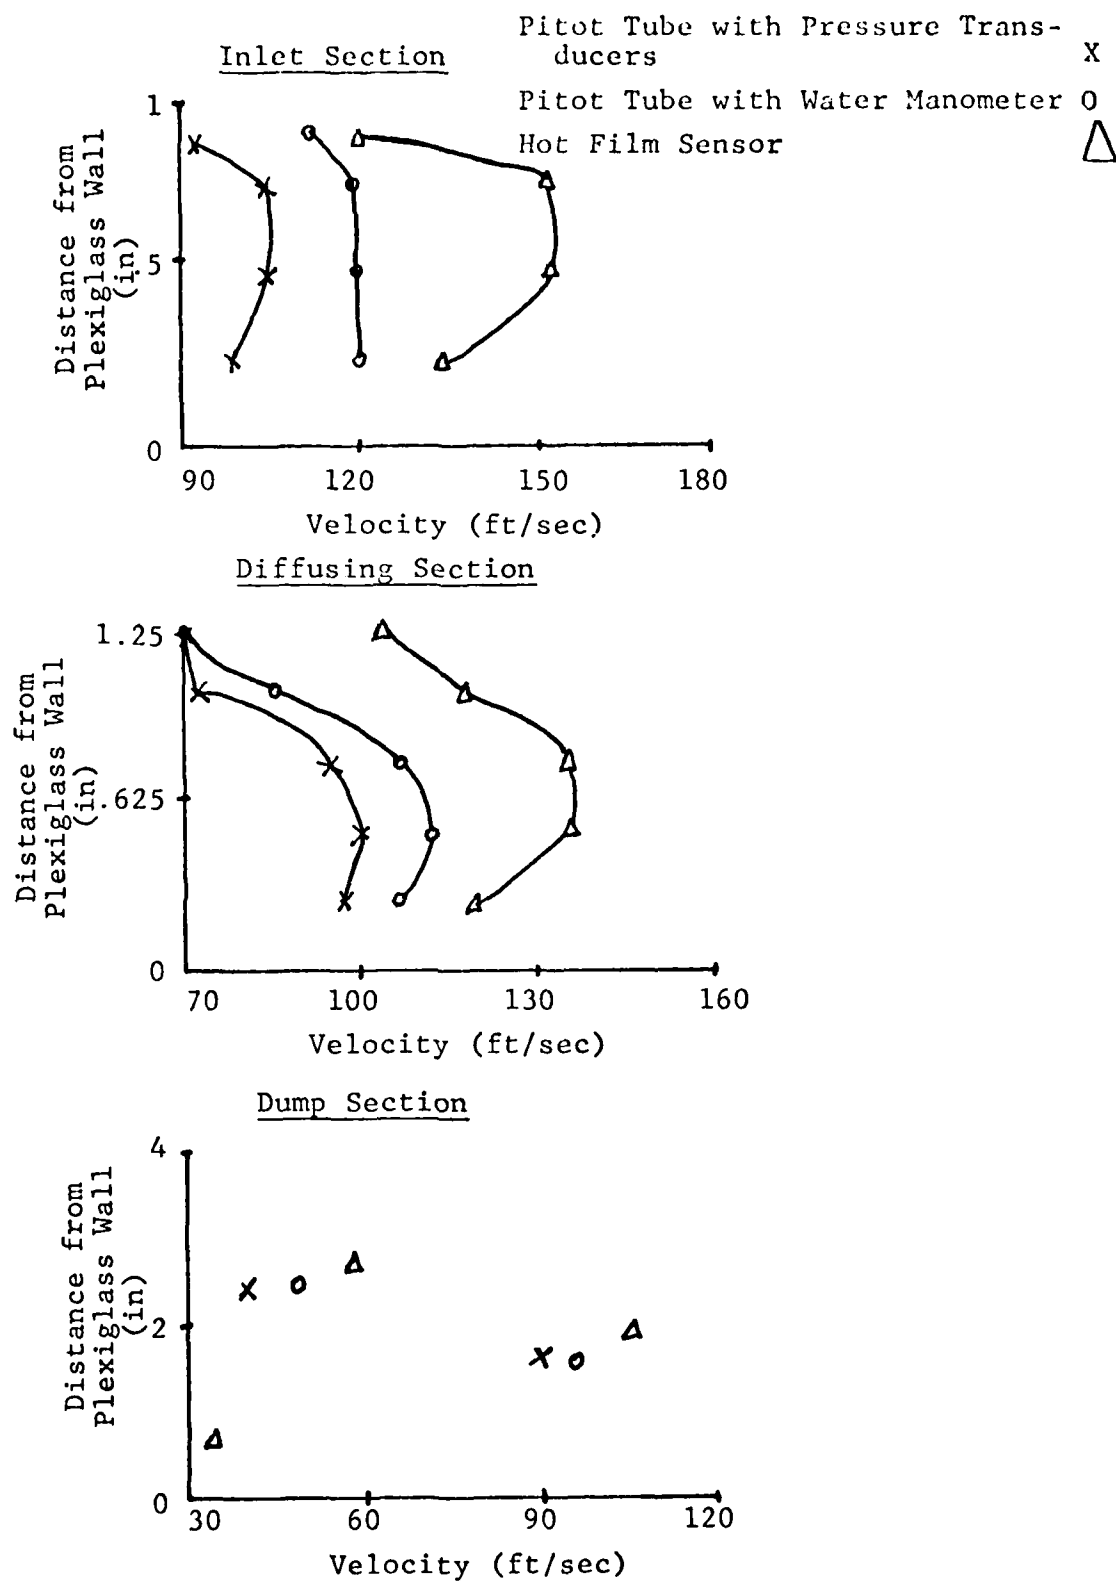 Inlet Section
Pitot Tube with Pressure Trans-
ducers X
Pitot Tube with Water Manometer O
Hot Film Sensor Δ
Distance from
Plexiglass Wall
(in)
1
.5
0
90 120 150 180
Velocity (ft/sec)
Diffusing Section
Distance from
Plexiglass Wall
(in)
1.25
.625
0
70 100 130 160
Velocity (ft/sec)
Dump Section
Distance from
Plexiglass Wall
(in)
4
2
0
30 60 90 120
Velocity (ft/sec)